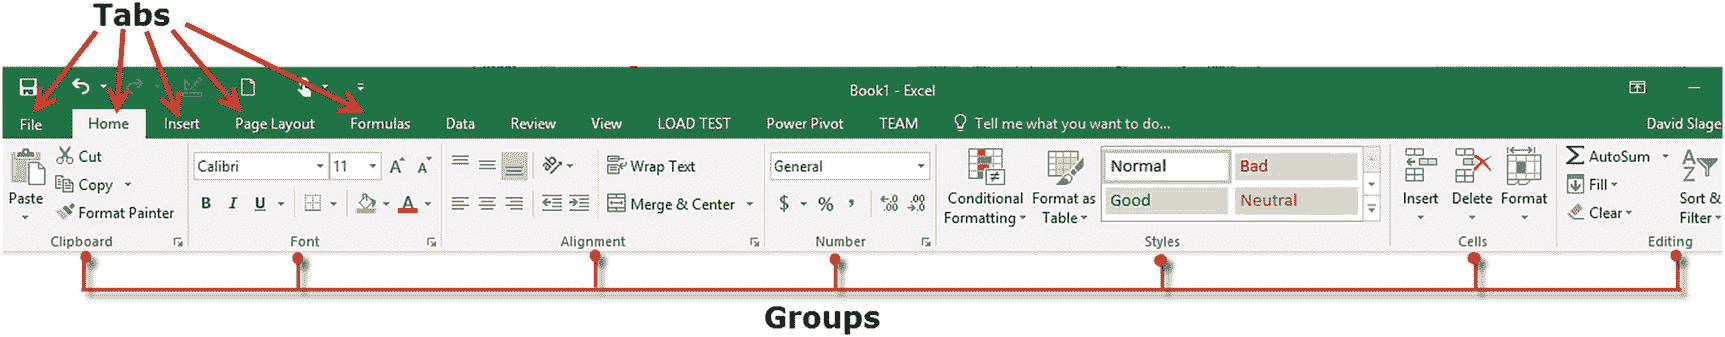 Tabs
Book1 - Excel
File Home Insert Page Layout Formulas Data Review View LOAD TEST Power Pivot TEAM Tell me what you want to do... David Slage
Paste
Cut
Copy
Format Painter
Clipboard
Calibri 11 A A
B I U A
Font
Wrap Text
Merge & Center
Alignment
General
$ % ,
.00 .00
Number
Conditional Formatting
Format as Table
Normal Bad
Good Neutral
Styles
Insert Delete Format
Cells
AutoSum
Fill
Clear
A Z
Sort & Filter
Editing
Groups